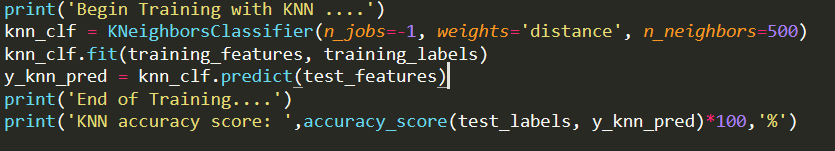 print('Begin Training with KNN ....')
knn_clf = KNeighborsClassifier(n_jobs=-1, weights='distance', n_neighbors=500)
knn_clf.fit(training_features, training_labels)
y_knn_pred = knn_clf.predict(test_features)
print('End of Training....')
print('KNN accuracy score: ',accuracy_score(test_labels, y_knn_pred)*100,'%')